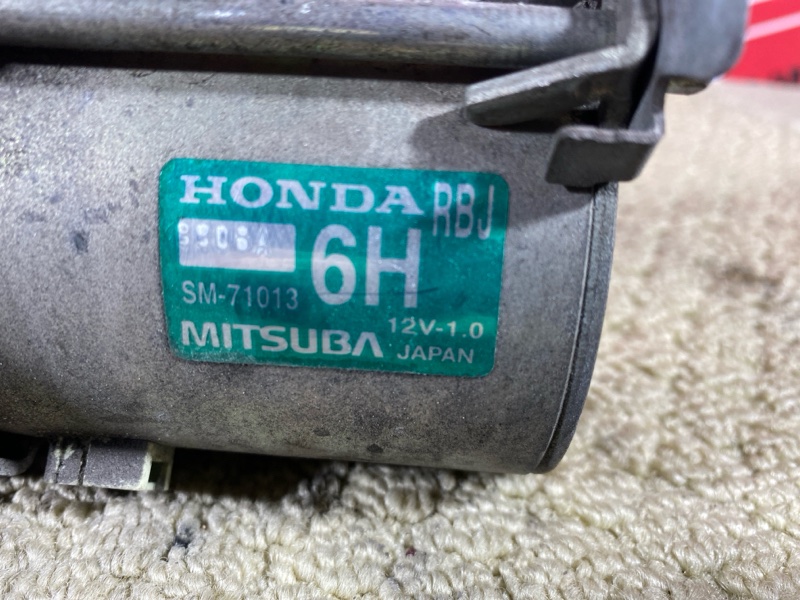 HONDA RBJ
6H
SM-71013
12V-1.0
MITSUBA JAPAN